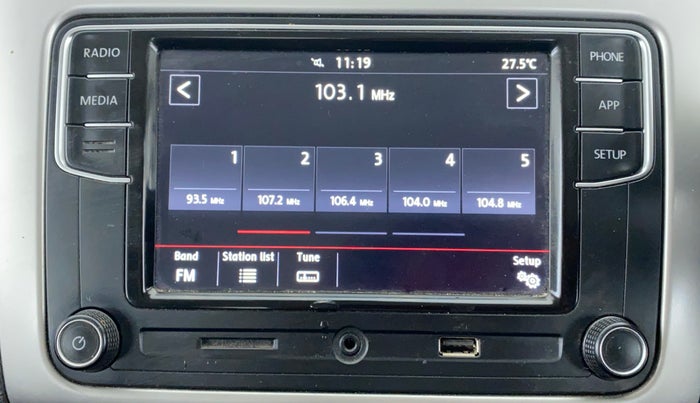 RADIO
MEDIA
PHONE
APP
SETUP
11:19
27.5°C
< 103.1 MHz >
1 2 3 4 5
93.5 MHz 107.2 MHz 106.4 MHz 104.0 MHz 104.8 MHz
Band Station list Tune Setup
FM